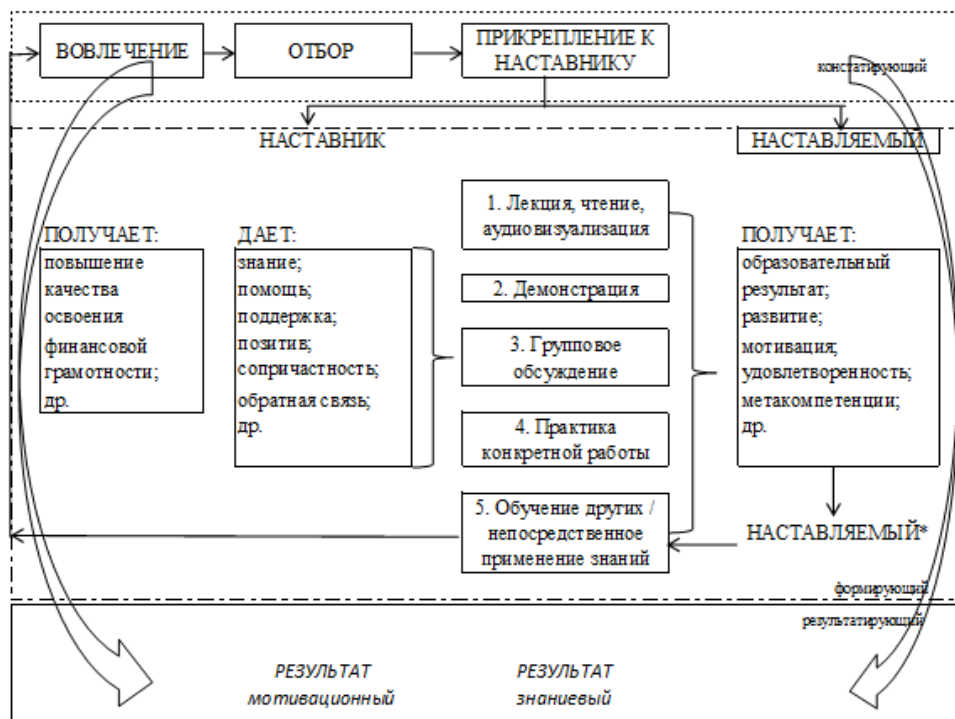 ВОВЛЕЧЕНИЕ
ОТБОР
ПРИКРЕПЛЕНИЕ К
НАСТАВНИКУ
констатирующий
НАСТАВНИК
НАСТАВЛЯЕМЫЙ
ПОЛУЧАЕТ:
повышение
качества
освоения
финансовой
грамотности;
др.
ДАЕТ:
знание;
помощь;
поддержка;
позитив;
сопричастность;
обратная связь;
др.
1. Лекция, чтение,
аудиовизуализация
2. Демонстрация
3. Групповое
обсуждение
4. Практика
конкретной работы
5. Обучение других /
непосредственное
применение знаний
ПОЛУЧАЕТ:
образовательный
результат;
развитие;
мотивация;
удовлетворенность;
метакомпетенции;
др.
НАСТАВЛЯЕМЫЙ*
формирующий
результатирующий
РЕЗУЛЬТАТ
мотивационный
РЕЗУЛЬТАТ
знаниевый